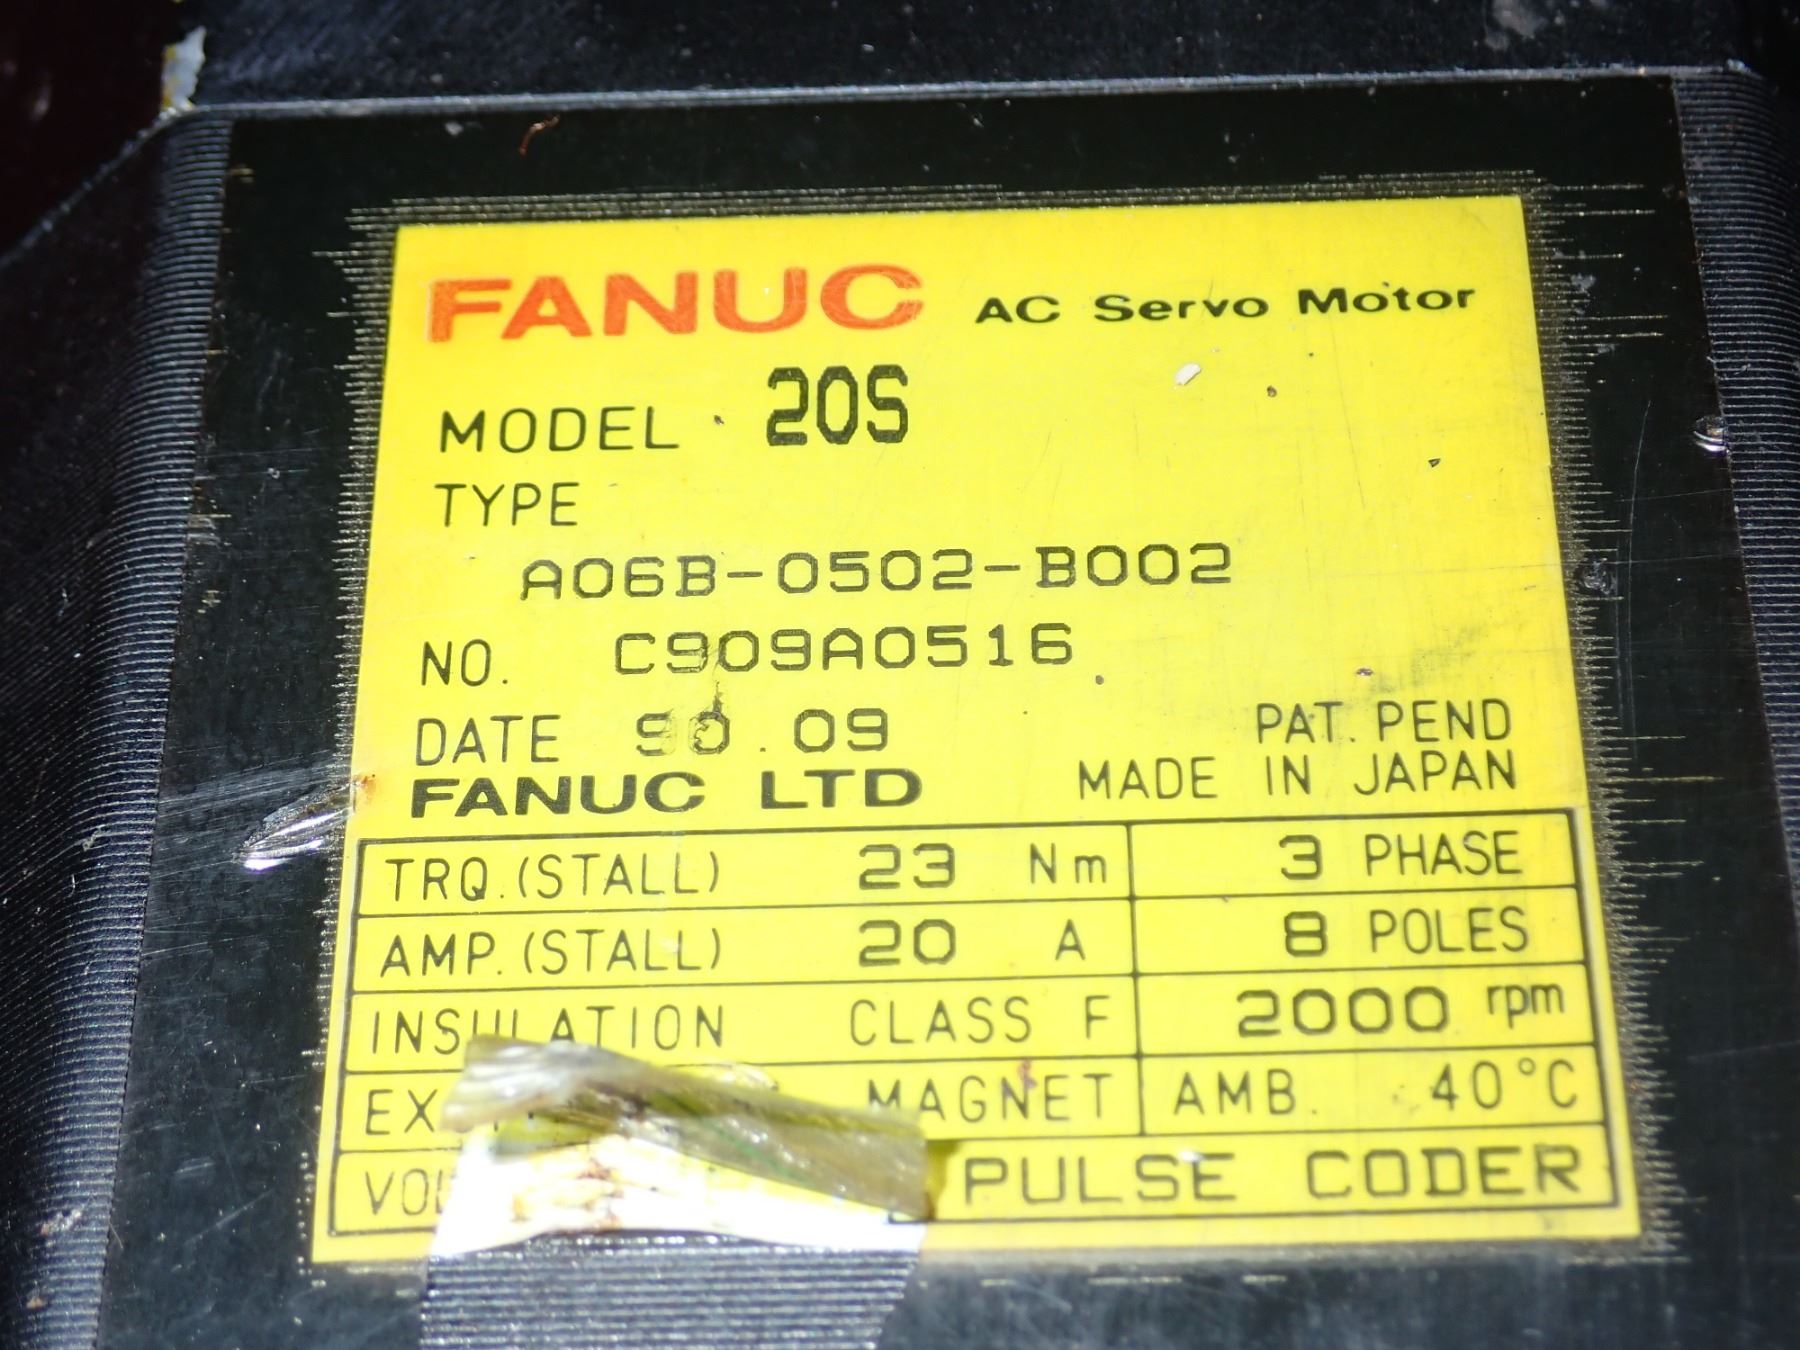 FANUC AC Servo Motor
MODEL 20S
TYPE
A06B-0502-B002
NO. C909A0516
DATE 90.09
PAT. PEND
FANUC LTD
MADE IN JAPAN
TRQ.(STALL) 23 Nm 3 PHASE
AMP.(STALL) 20 A 8 POLES
INSULATION CLASS F 2000 rpm
MAGNET AMB. 40°C
PULSE CODER